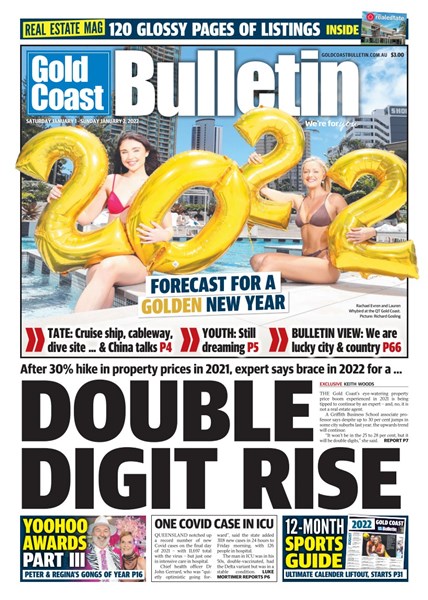 REAL ESTATE MAG 120 GLOSSY PAGES OF LISTINGS INSIDE
Gold Coast Bulletin
GOLDCOASTBULLETIN.COM.AU $3.00
We're for you
SATURDAY JANUARY 1 - SUNDAY JANUARY 2, 2022
2022
FORECAST FOR A
GOLDEN NEW YEAR
Rachael Evren and Lauren
Whybird at the QT Gold Coast.
Picture: Richard Gosling
TATE: Cruise ship, cableway,
dive site ... & China talks P4
YOUTH: Still
dreaming P5
BULLETIN VIEW: We are
lucky city & country P66
After 30% hike in property prices in 2021, expert says brace in 2022 for a ...
DOUBLE
DIGIT RISE
EXCLUSIVE KEITH WOODS
THE Gold Coast's eye-watering property
price boom experienced in 2021 is being
tipped to continue by an expert – and, no, it is
not a real estate agent.
A Griffith Business School associate pro-
fessor says despite up to 30 per cent jumps in
some city suburbs last year, the upwards trend
will continue.
"It won't be in the 25 to 28 per cent, but it
will be double digits," she said. REPORT P7
YOOHOO
AWARDS
PART III
PETER & REGINA'S GONGS OF YEAR P16
ONE COVID CASE IN ICU
QUEENSLAND notched up
a record number of new
Covid cases on the final day
of 2021 – with 11,697 total
with the virus – but just one
in intensive care in hospital.
Chief health officer Dr
John Gerrard, who was "qui-
etly optimistic going for-
ward", said the state added
3118 new cases in 24 hours to
Friday morning, with 126
people in hospital.
The man in ICU was in his
50s, double-vaccinated, had
the Delta variant but was in a
stable condition. LUKE
MORTIMER REPORTS P6
12-MONTH
SPORTS
GUIDE
2022 GOLD COAST
Bulletin
ULTIMATE CALENDER LIFTOUT, STARTS P31